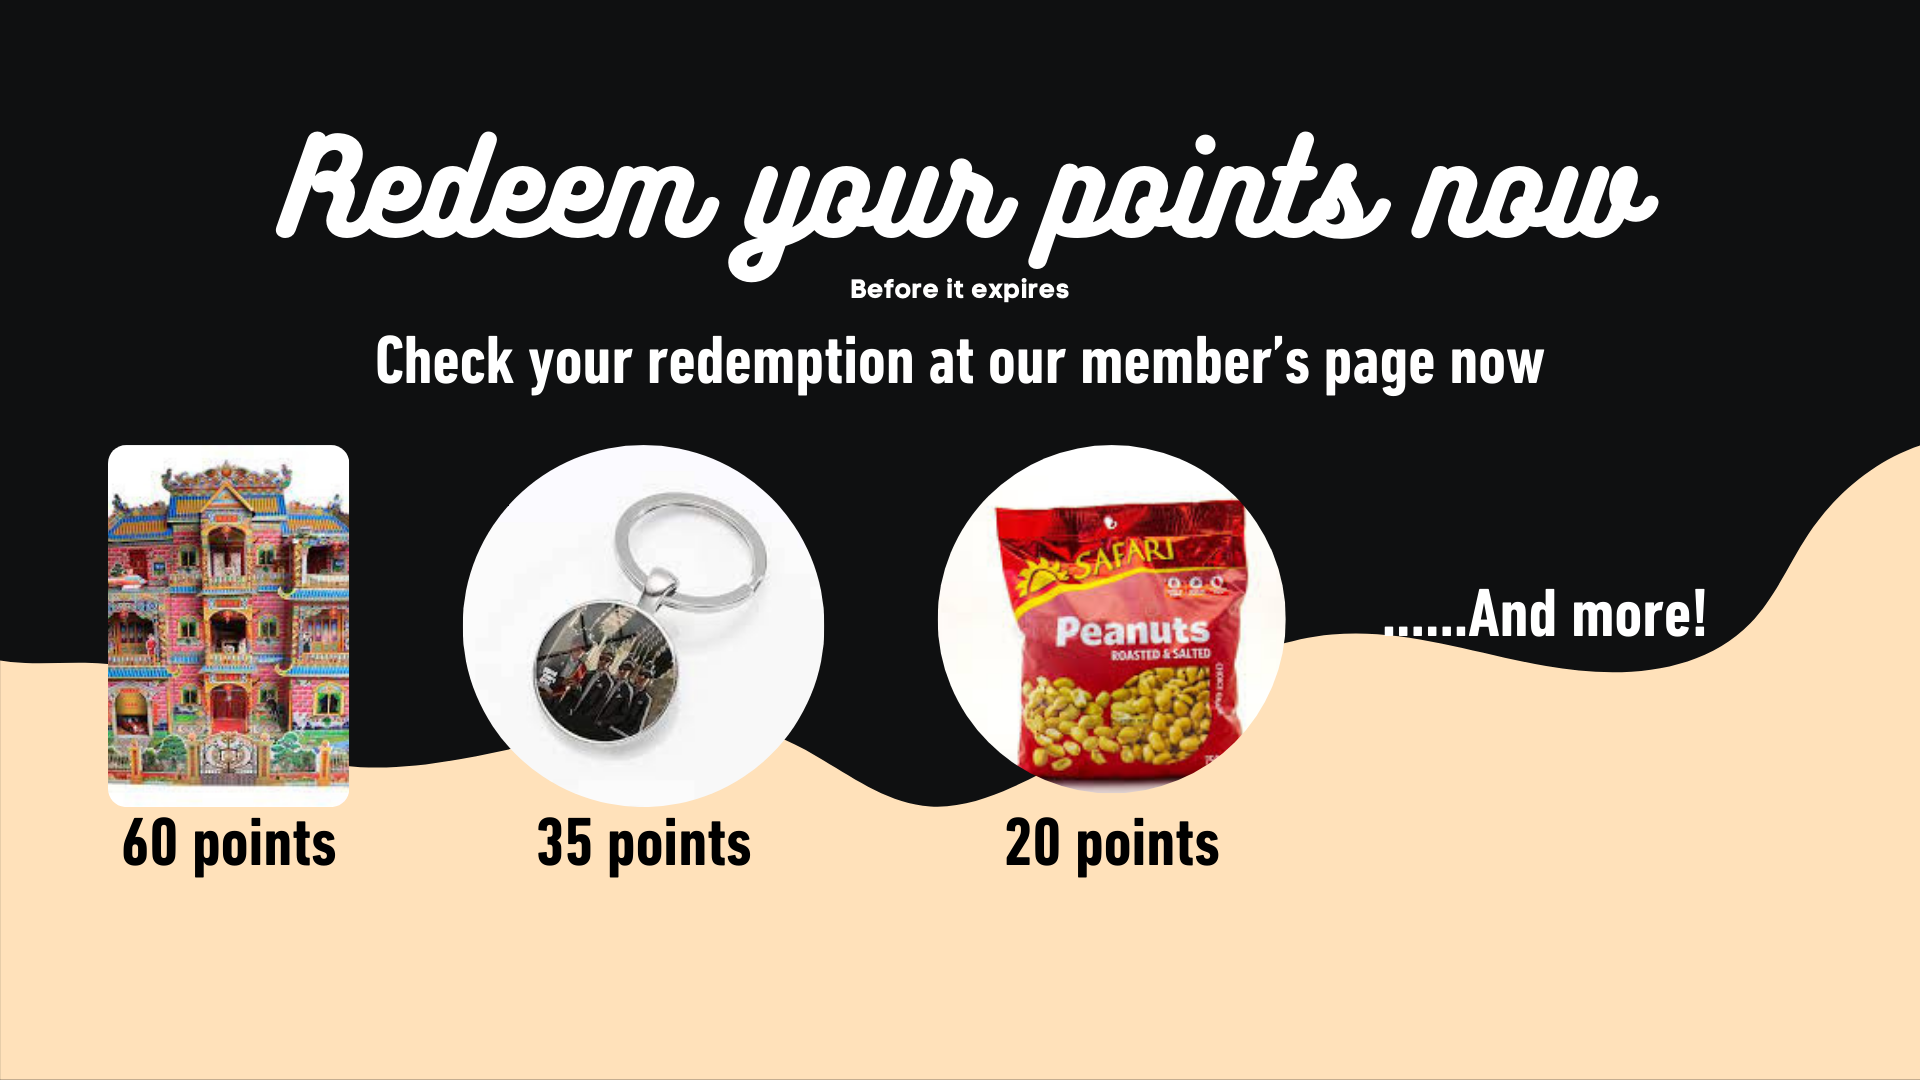 Redeem your points now
Before it expires
Check your redemption at our member’s page now
SAFARI
Peanuts
ROASTED & SALTED
......And more!
60 points
35 points
20 points